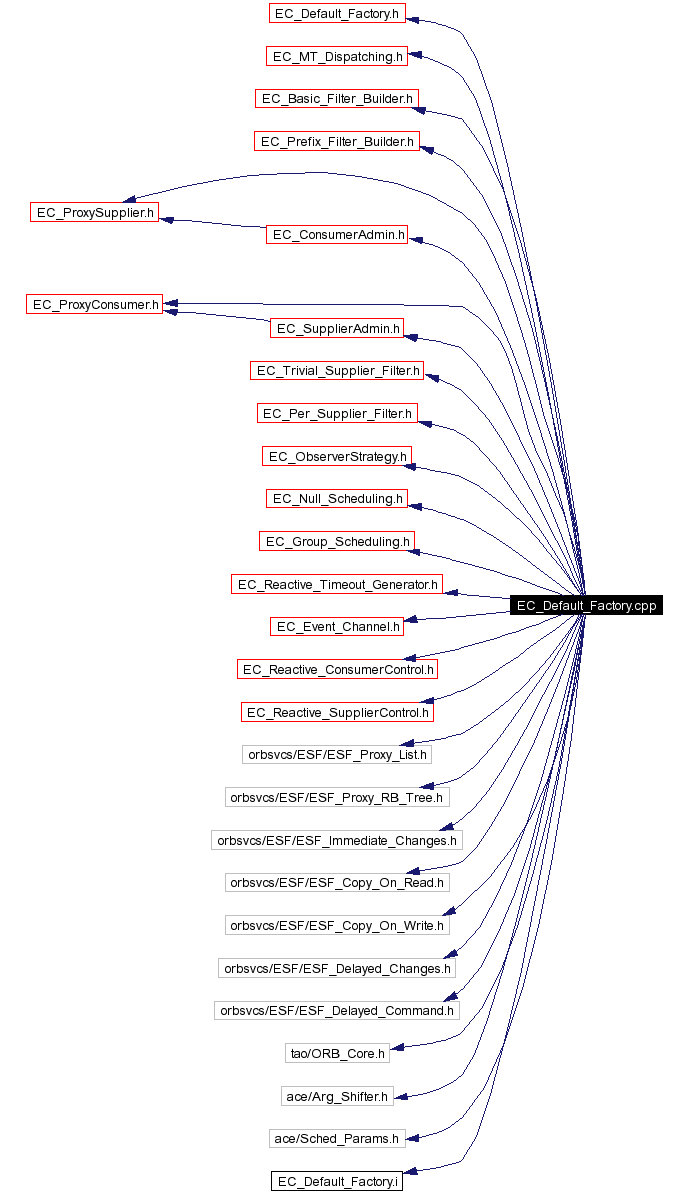 EC_Default_Factory.h
EC_MT_Dispatching.h
EC_Basic_Filter_Builder.h
EC_Prefix_Filter_Builder.h
EC_ProxySupplier.h
EC_ConsumerAdmin.h
EC_ProxyConsumer.h
EC_SupplierAdmin.h
EC_Trivial_Supplier_Filter.h
EC_Per_Supplier_Filter.h
EC_ObserverStrategy.h
EC_Null_Scheduling.h
EC_Group_Scheduling.h
EC_Reactive_Timeout_Generator.h
EC_Default_Factory.cpp
EC_Event_Channel.h
EC_Reactive_ConsumerControl.h
EC_Reactive_SupplierControl.h
orbsvcs/ESF/ESF_Proxy_List.h
orbsvcs/ESF/ESF_Proxy_RB_Tree.h
orbsvcs/ESF/ESF_Immediate_Changes.h
orbsvcs/ESF/ESF_Copy_On_Read.h
orbsvcs/ESF/ESF_Copy_On_Write.h
orbsvcs/ESF/ESF_Delayed_Changes.h
orbsvcs/ESF/ESF_Delayed_Command.h
tao/ORB_Core.h
ace/Arg_Shifter.h
ace/Sched_Params.h
EC_Default_Factory.i